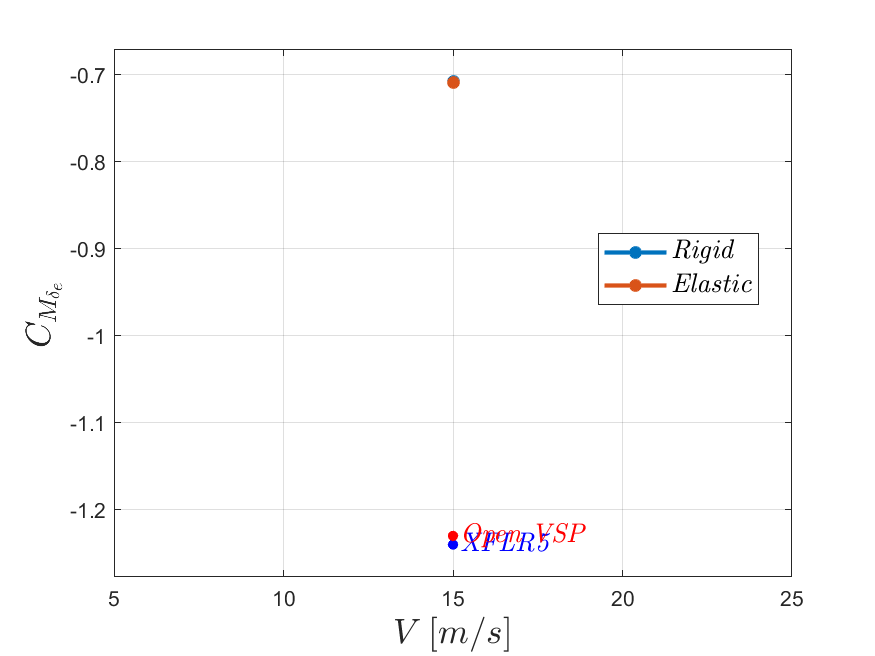 -0.7
-0.8
-0.9
-1
-1.1
-1.2
C_{M_{δ_e}}
Rigid
Elastic
Open VSP
XFLR5
5 10 15 20 25
V [m/s]